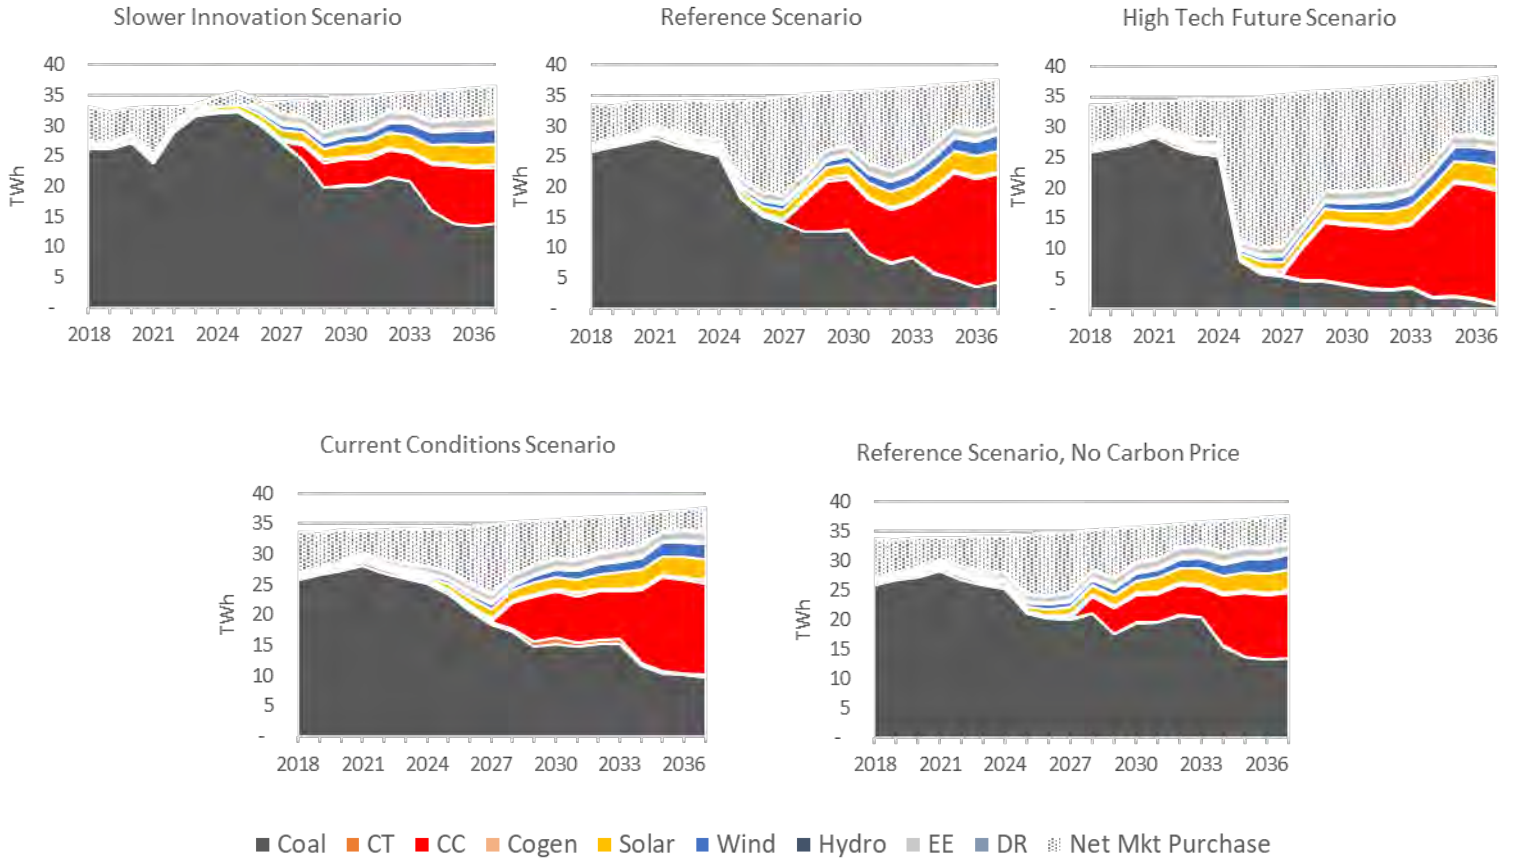 Slower Innovation Scenario
Reference Scenario
High Tech Future Scenario
TWh
40
35
30
25
20
15
10
5
-
2018 2021 2024 2027 2030 2033 2036
TWh
40
35
30
25
20
15
10
5
-
2018 2021 2024 2027 2030 2033 2036
TWh
40
35
30
25
20
15
10
5
-
2018 2021 2024 2027 2030 2033 2036
Current Conditions Scenario
Reference Scenario, No Carbon Price
TWh
40
35
30
25
20
15
10
5
-
2018 2021 2024 2027 2030 2033 2036
TWh
40
35
30
25
20
15
10
5
-
2018 2021 2024 2027 2030 2033 2036
Coal CT CC Cogen Solar Wind Hydro EE DR Net Mkt Purchase